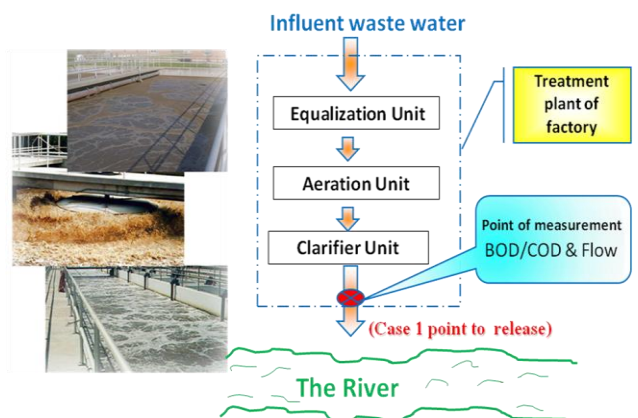 Influent waste water
Equalization Unit
Treatment
plant of
factory
Aeration Unit
Point of measurement
BOD/COD & Flow
Clarifier Unit
(Case 1 point to release)
The River